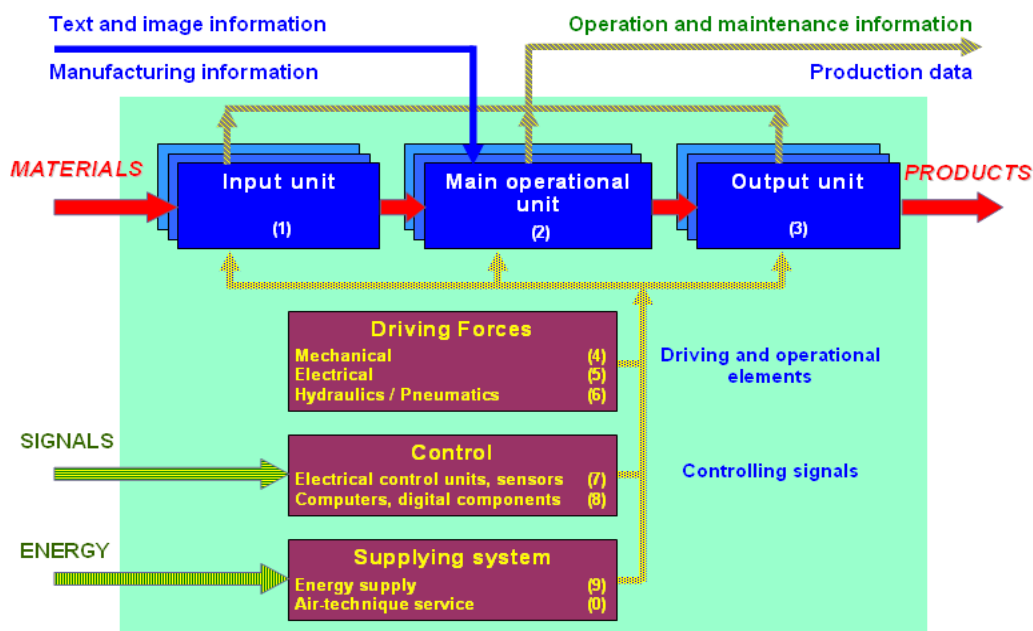 Text and image information
Operation and maintenance information
Manufacturing information
Production data
MATERIALS
PRODUCTS
Input unit
(1)
Main operational
unit
(2)
Output unit
(3)
Driving Forces
Mechanical (4)
Electrical (5)
Hydraulics / Pneumatics (6)
Driving and operational
elements
SIGNALS
Control
Electrical control units, sensors (7)
Computers, digital components (8)
Controlling signals
ENERGY
Supplying system
Energy supply (9)
Air-technique service (0)